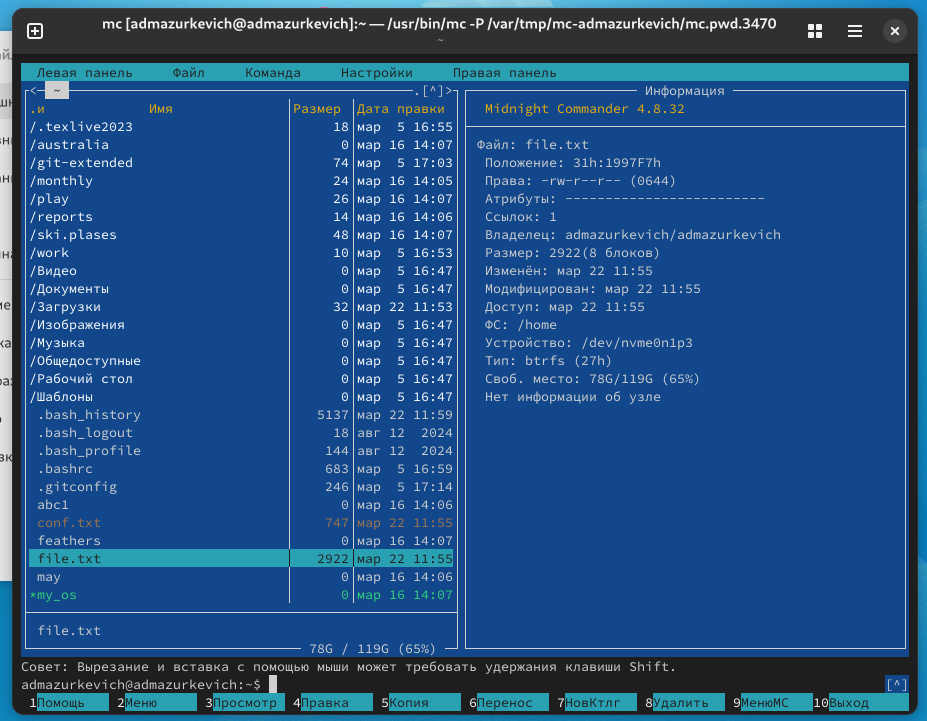 mc [admazurkevich@admazurkevich]:~ — /usr/bin/mc -P /var/tmp/mc-admazurkevich/mc.pwd.3470
~
Левая панель Файл Команда Настройки Правая панель
<- ~ .[^]>
.и Имя Размер Дата правки
/.texlive2023 18 мар 5 16:55
/australia 0 мар 16 14:07
/git-extended 74 мар 5 17:03
/monthly 24 мар 16 14:05
/play 26 мар 16 14:07
/reports 14 мар 16 14:06
/ski.plases 48 мар 16 14:07
/work 10 мар 5 16:53
/Видео 0 мар 5 16:47
/Документы 0 мар 5 16:47
/Загрузки 32 мар 22 11:53
/Изображения 0 мар 5 16:47
/Музыка 0 мар 5 16:47
/Общедоступные 0 мар 5 16:47
/Рабочий стол 0 мар 5 16:47
/Шаблоны 0 мар 5 16:47
.bash_history 5137 мар 22 11:59
.bash_logout 18 авг 12 2024
.bash_profile 144 авг 12 2024
.bashrc 683 мар 5 16:59
.gitconfig 246 мар 5 17:14
abc1 0 мар 16 14:06
conf.txt 747 мар 22 11:55
feathers 0 мар 16 14:07
file.txt 2922 мар 22 11:55
may 0 мар 16 14:06
*my_os 0 мар 16 14:07
file.txt
78G / 119G (65%)
Информация
Midnight Commander 4.8.32
Файл: file.txt
Положение: 31h:1997F7h
Права: -rw-r--r-- (0644)
Атрибуты: -------------------------
Ссылок: 1
Владелец: admazurkevich/admazurkevich
Размер: 2922(8 блоков)
Изменён: мар 22 11:55
Модифицирован: мар 22 11:55
Доступ: мар 22 11:55
ФС: /home
Устройство: /dev/nvme0n1p3
Тип: btrfs (27h)
Своб. место: 78G/119G (65%)
Нет информации об узле
Совет: Вырезание и вставка с помощью мыши может требовать удержания клавиши Shift.
admazurkevich@admazurkevich:~$ [^]
1Помощь 2Меню 3Просмотр 4Правка 5Копия 6Перенос 7НовКтлг 8Удалить 9МенюMC 10Выход